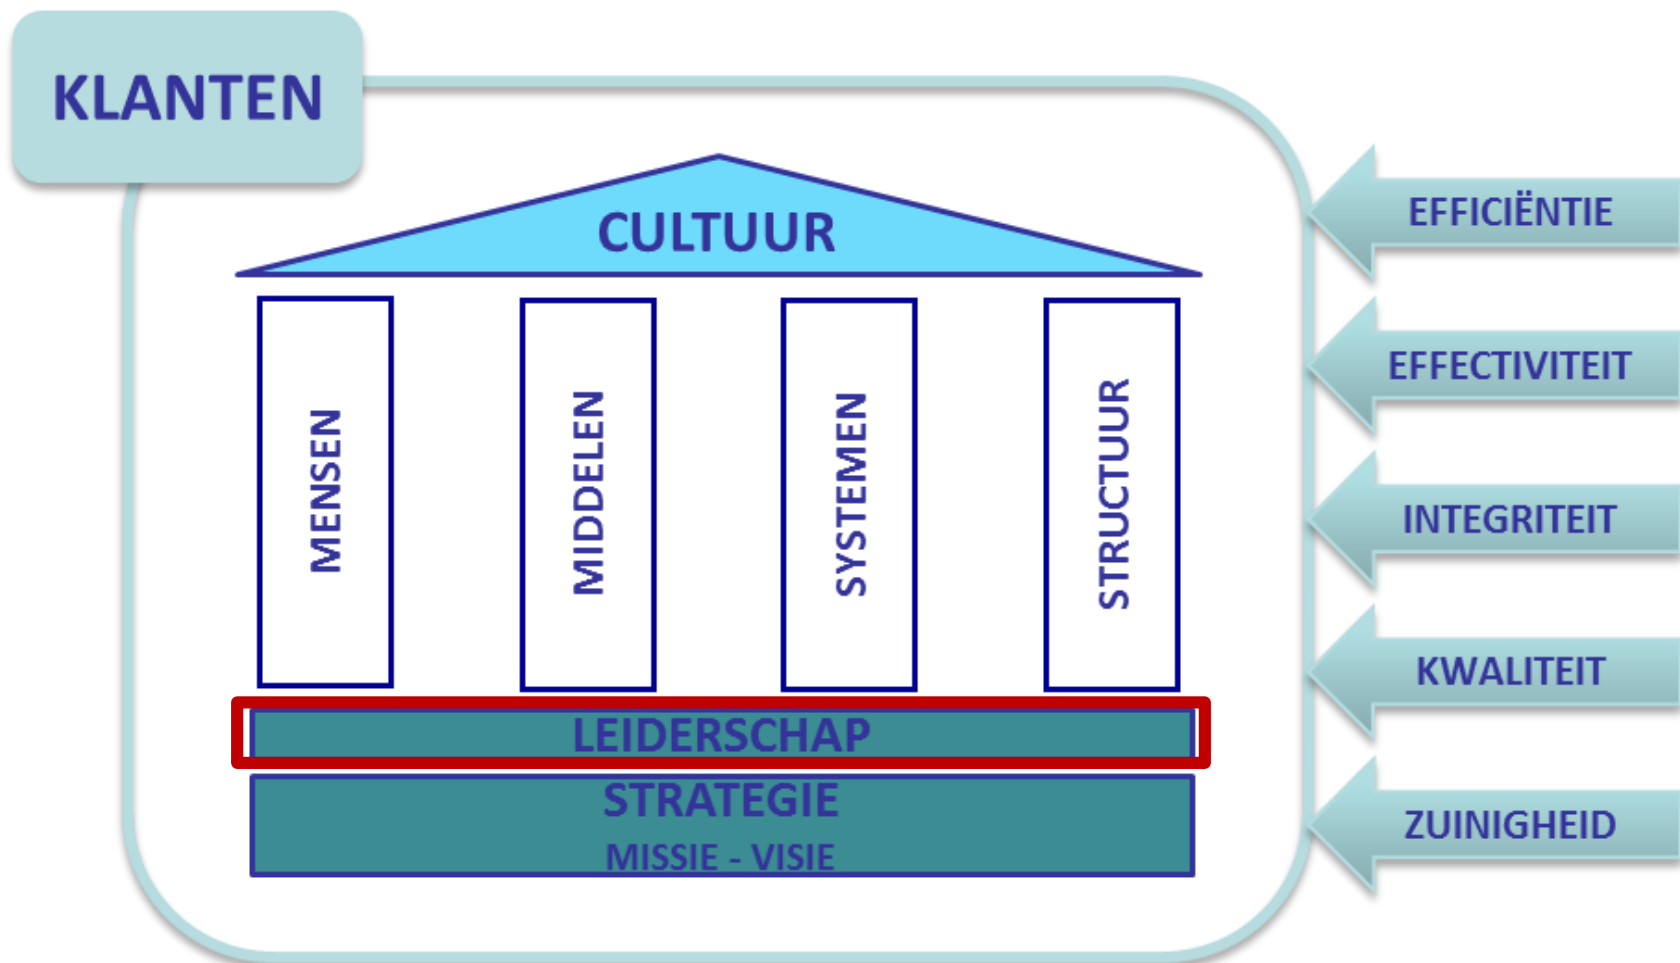 KLANTEN
CULTUUR
MENSEN
MIDDELEN
SYSTEMEN
STRUCTUUR
LEIDERSCHAP
STRATEGIE
MISSIE - VISIE
EFFICIËNTIE
EFFECTIVITEIT
INTEGRITEIT
KWALITEIT
ZUINIGHEID